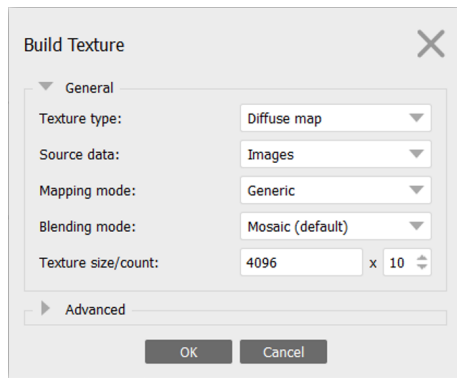 Build Texture
General
Texture type: Diffuse map
Source data: Images
Mapping mode: Generic
Blending mode: Mosaic (default)
Texture size/count: 4096 x 10
Advanced
OK Cancel